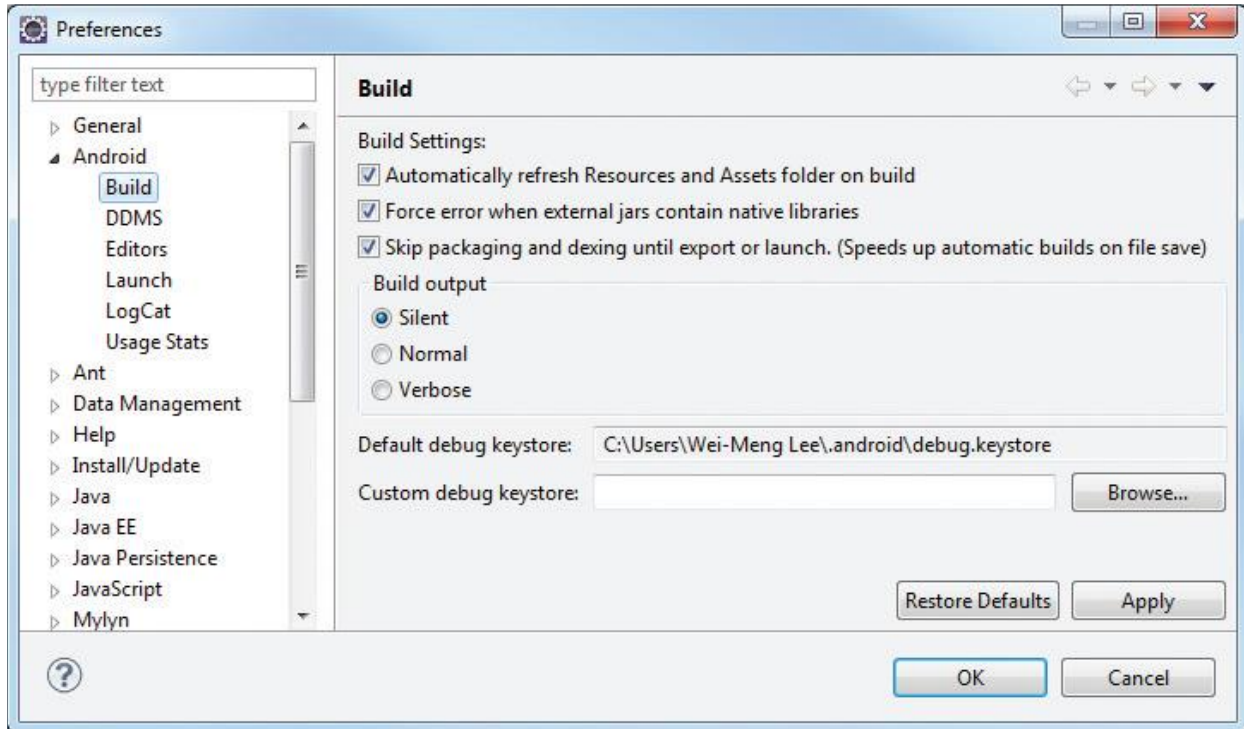 Preferences
type filter text
General
Android
Build
DDMS
Editors
Launch
LogCat
Usage Stats
Ant
Data Management
Help
Install/Update
Java
Java EE
Java Persistence
JavaScript
Mylyn
Build
Build Settings:
Automatically refresh Resources and Assets folder on build
Force error when external jars contain native libraries
Skip packaging and dexing until export or launch. (Speeds up automatic builds on file save)
Build output
Silent
Normal
Verbose
Default debug keystore: C:\Users\Wei-Meng Lee\.android\debug.keystore
Custom debug keystore: Browse...
Restore Defaults Apply
? OK Cancel